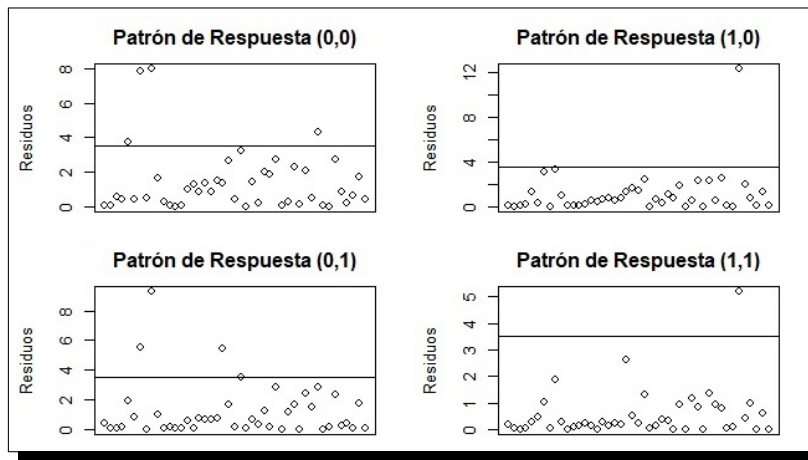 Patrón de Respuesta (0,0)
Residuos
8
6
4
2
0
Patrón de Respuesta (1,0)
Residuos
12
8
4
0
Patrón de Respuesta (0,1)
Residuos
8
6
4
2
0
Patrón de Respuesta (1,1)
Residuos
5
4
3
2
1
0